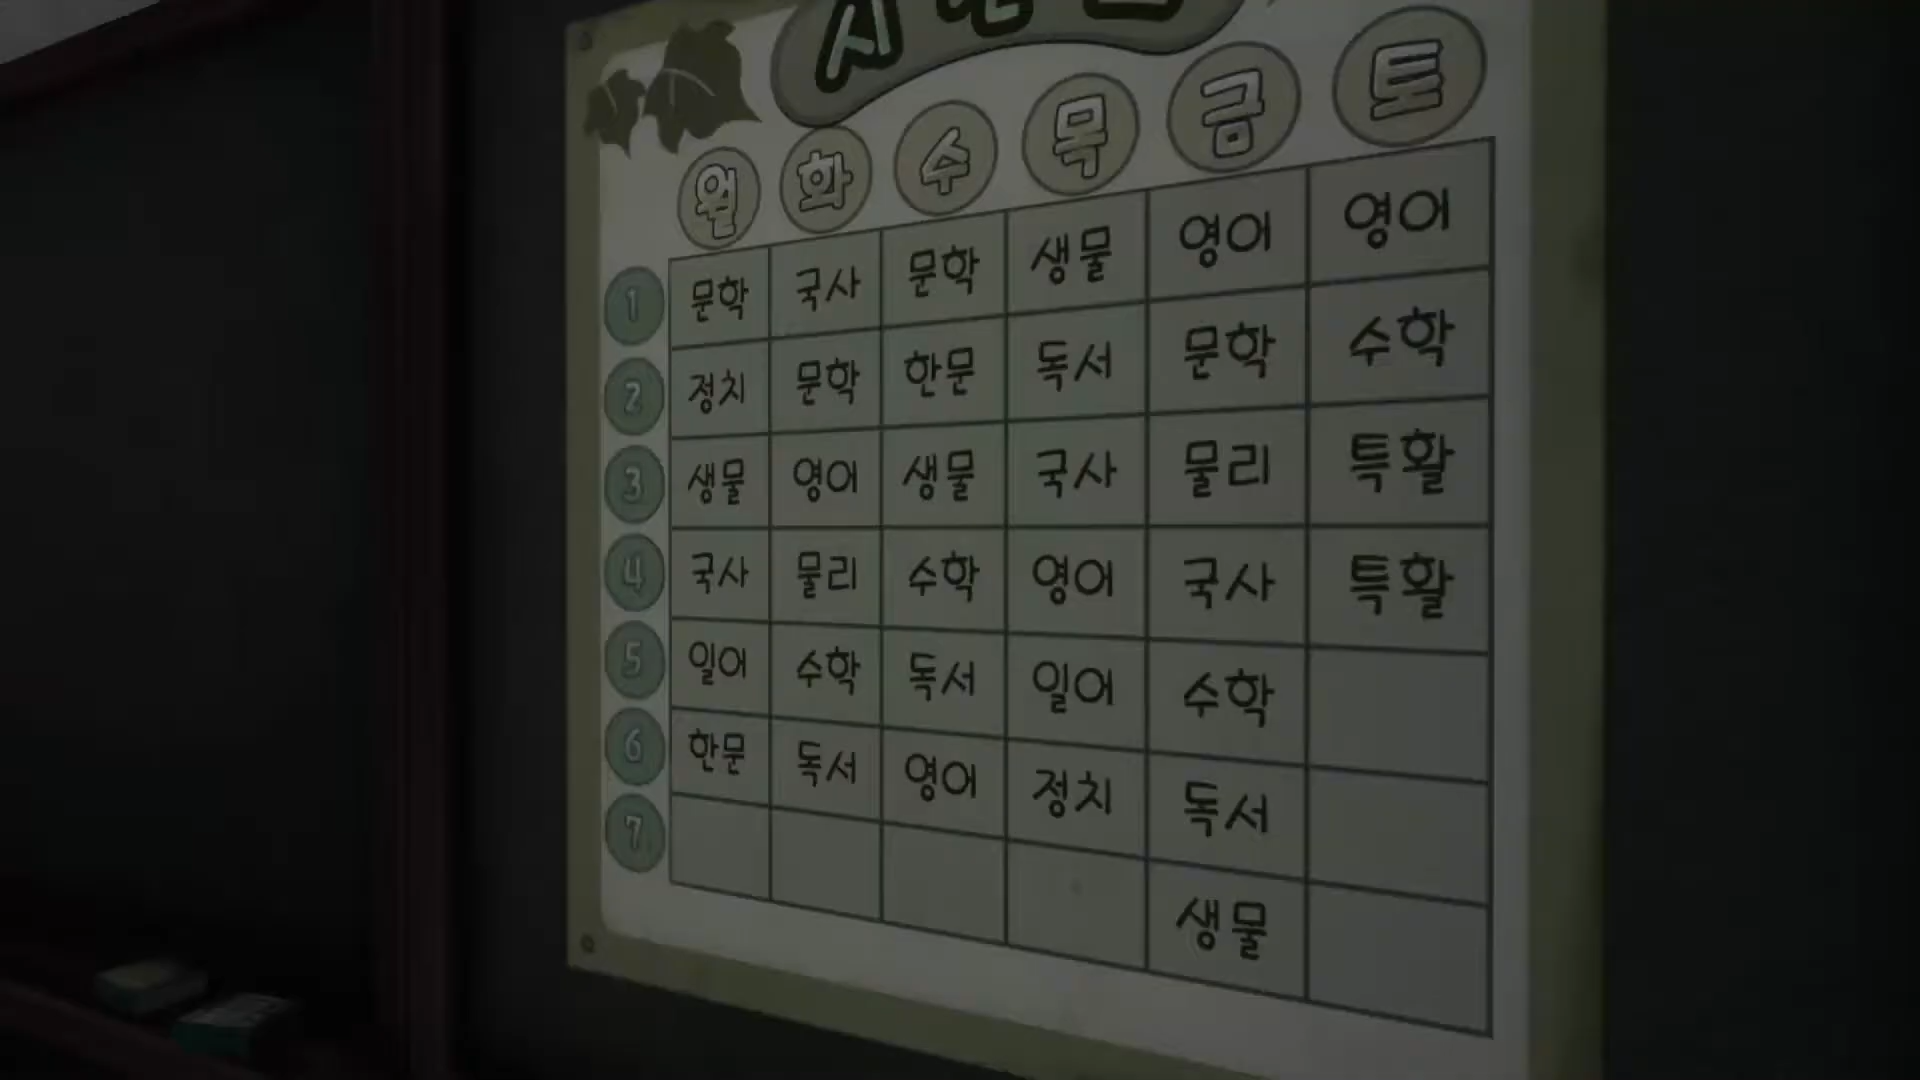 시간표
월 화 수 목 금 토
1 문학 국사 문학 생물 영어 영어
2 정치 문학 한문 독서 문학 수학
3 생물 영어 생물 국사 물리 특활
4 국사 물리 수학 영어 국사 특활
5 일어 수학 독서 일어 수학
6 한문 독서 영어 정치 독서
7 생물